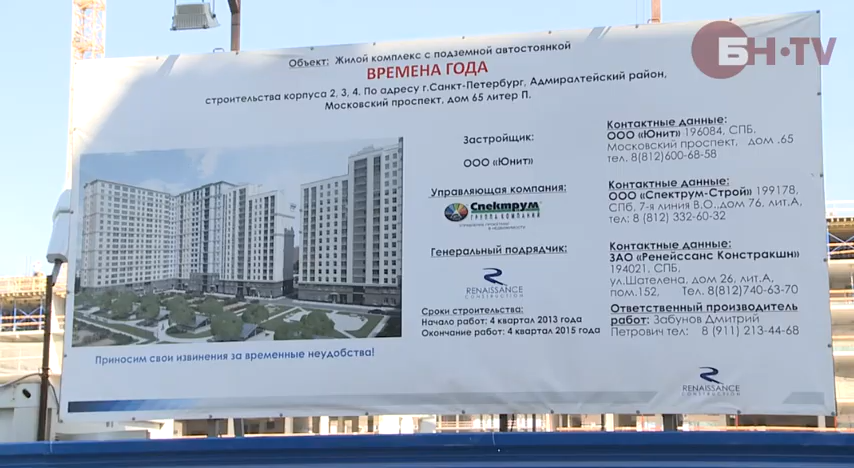 БН·TV
Объект: Жилой комплекс с подземной автостоянкой
ВРЕМЕНА ГОДА
строительства корпуса 2, 3, 4. По адресу г.Санкт-Петербург, Адмиралтейский район,
Московский проспект, дом 65 литер П.
Застройщик:
ООО «Юнит»
Управляющая компания:
Спектрум
ГРУППА КОМПАНИЙ
УПРАВЛЕНИЕ ПРОЕКТАМИ
И НЕДВИЖИМОСТЬЮ
Генеральный подрядчик:
RENAISSANCE
CONSTRUCTION
Сроки строительства:
Начало работ: 4 квартал 2013 года
Окончание работ: 4 квартал 2015 года
Контактные данные:
ООО «Юнит» 196084, СПБ,
Московский проспект, дом .65
тел. 8(812)600-68-58
Контактные данные:
ООО «Спектрум-Строй» 199178,
СПБ, 7-я линия В.О.,дом 76, лит.А,
тел: 8 (812) 332-60-32
Контактные данные:
ЗАО «Ренейссанс Констракшн»
194021, СПБ,
ул.Шателена, дом 26, лит.А,
пом.152, Тел. 8(812)740-63-70
Ответственный производитель
работ: Забунов Дмитрий
Петрович тел: 8 (911) 213-44-68
Приносим свои извинения за временные неудобства!
RENAISSANCE
CONSTRUCTION